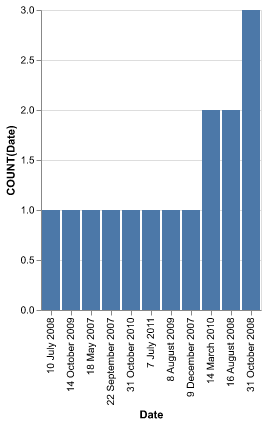 3.0
2.5
2.0
1.5
1.0
0.5
0.0
COUNT(Date)
10 July 2008
14 October 2009
18 May 2007
22 September 2007
31 October 2010
7 July 2011
8 August 2009
9 December 2007
14 March 2010
16 August 2008
31 October 2008
Date